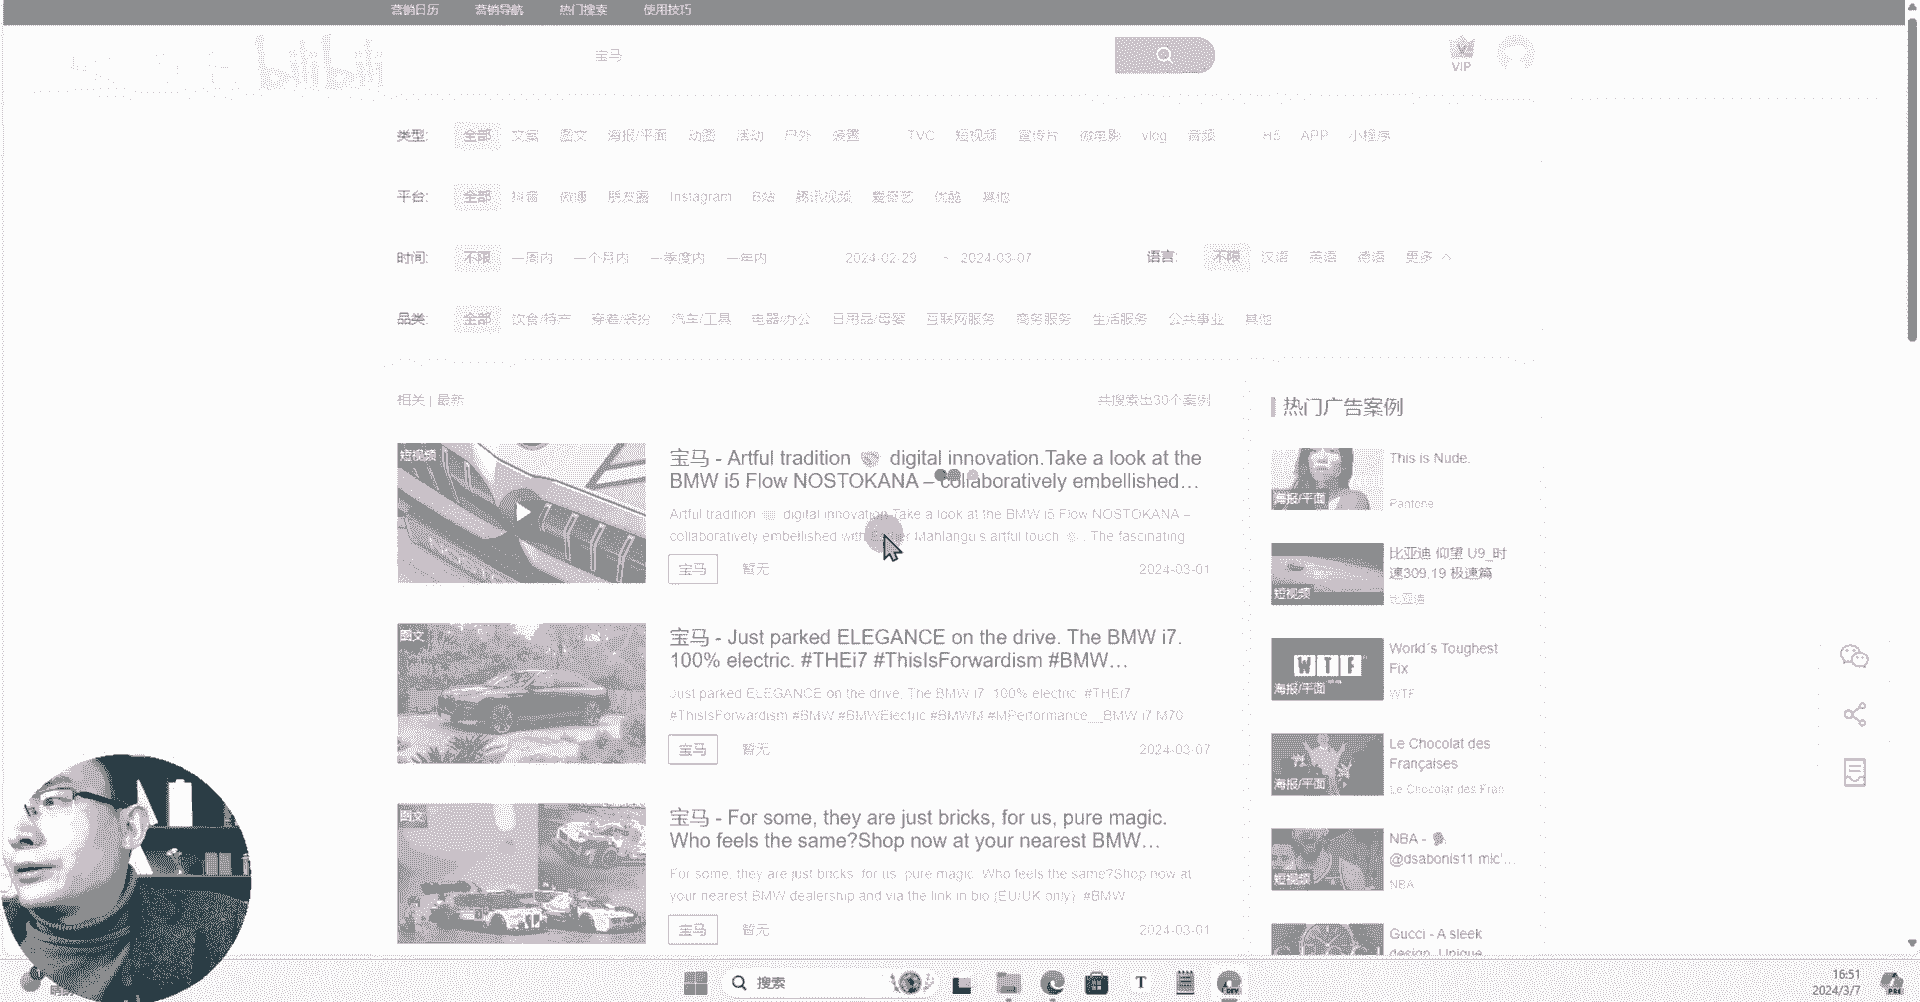 营销日历 营销导航 热门搜索 使用技巧
bilibili
宝马
VIP
类型: 全部 文案 图文 海报/平面 动图 活动 户外 装置 TVC 短视频 宣传片 微电影 vlog 音频 H5 APP 小程序
平台: 全部 抖音 微博 朋友圈 Instagram B站 腾讯视频 爱奇艺 优酷 其他
时间: 不限 一周内 一个月内 一季度内 一年内 2024-02-29 ~ 2024-03-07 语言: 不限 汉语 英语 德语 更多
品类: 全部 饮食/特产 穿着/装扮 汽车/工具 电器/办公 日用品/母婴 互联网服务 商务服务 生活服务 公共事业 其他
相关 | 最新 共搜索出30个案例
短视频
宝马 - Artful tradition digital innovation.Take a look at the
BMW i5 Flow NOSTOKANA – collaboratively embellished...
Artful tradition digital innovation.Take a look at the BMW i5 Flow NOSTOKANA –
collaboratively embellished with Mahlangu's artful touch . The fascinating
宝马 暂无 2024-03-01
图文
宝马 - Just parked ELEGANCE on the drive. The BMW i7.
100% electric. #THEi7 #ThisIsForwardism #BMW...
Just parked ELEGANCE on the drive. The BMW i7. 100% electric. #THEi7
#ThisIsForwardism #BMW #BMWElectric #BMWM #MPerformance__BMW i7 M70
宝马 暂无 2024-03-07
图文
宝马 - For some, they are just bricks, for us, pure magic.
Who feels the same?Shop now at your nearest BMW...
For some, they are just bricks, for us, pure magic. Who feels the same?Shop now at
your nearest BMW dealership and via the link in bio (EU/UK only). #BMW
宝马 暂无 2024-03-01
热门广告案例
海报/平面
This is Nude.
Pantone
短视频
比亚迪 仰望 U9_时
速309.19 极速篇
比亚迪
WTF
海报/平面
World's Toughest
Fix
WTF
海报/平面
Le Chocolat des
Françaises
Le Chocolat des Fran
短视频
NBA -
@dsabonis11 mic'...
NBA
Gucci - A sleek
design. Unique
搜索
T
DEV
16:51
2024/3/7
PRE